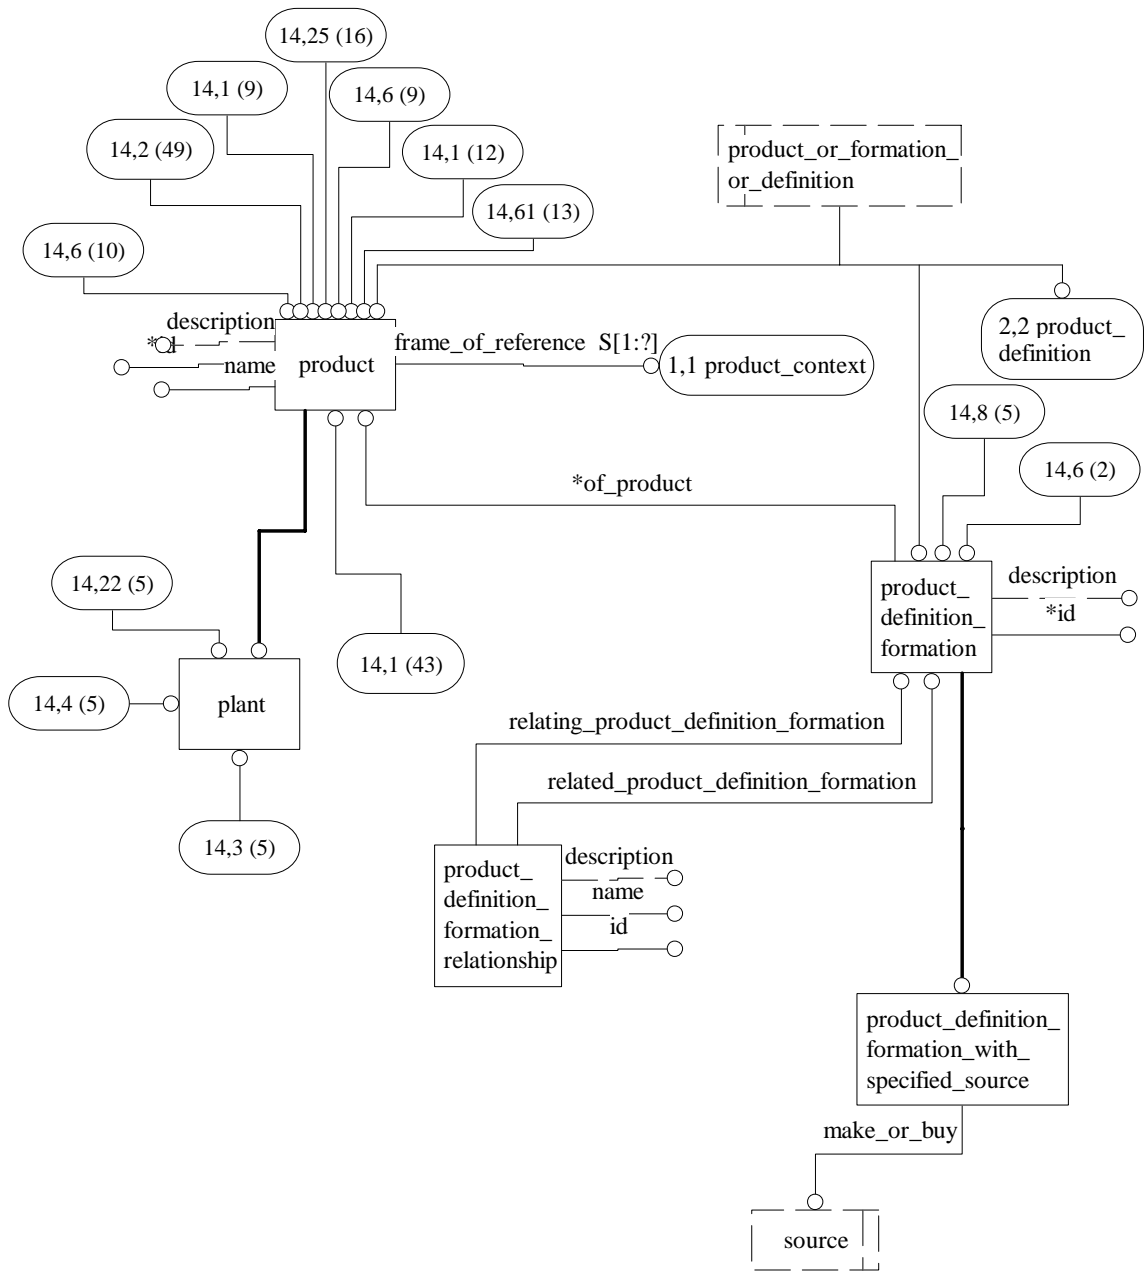 14,25 (16)
14,1 (9)
14,6 (9)
14,2 (49)
14,1 (12)
product_or_formation_
or_definition
14,61 (13)
14,6 (10)
description
*id
name
product
frame_of_reference S[1:?]
1,1 product_context
2,2 product_
definition
14,8 (5)
14,6 (2)
*of_product
14,22 (5)
product_
definition_
formation
description
*id
14,1 (43)
14,4 (5)
plant
relating_product_definition_formation
related_product_definition_formation
14,3 (5)
product_
definition_
formation_
relationship
description
name
id
product_definition_
formation_with_
specified_source
make_or_buy
source